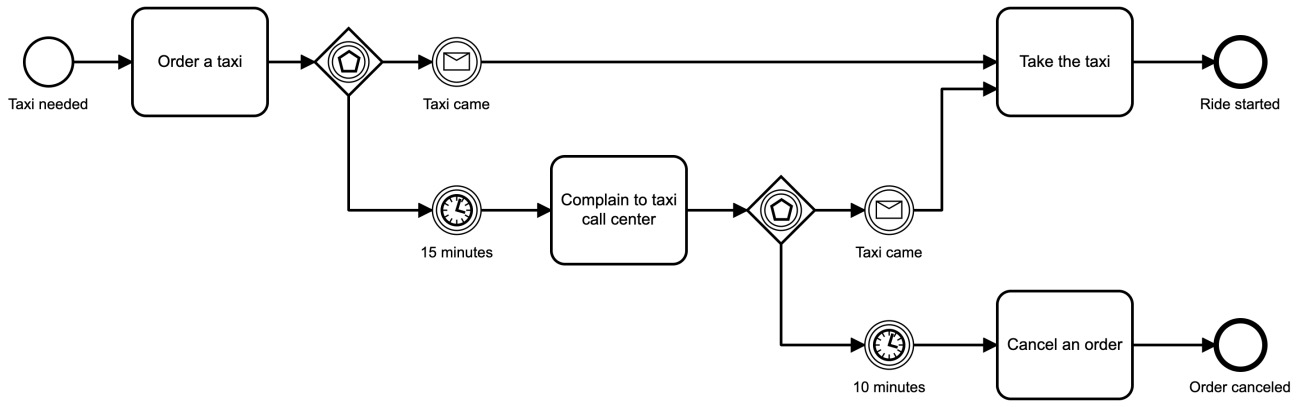 Order a taxi
Take the taxi
Taxi needed
Taxi came
Ride started
Complain to taxi
call center
15 minutes
Taxi came
Cancel an order
10 minutes
Order canceled